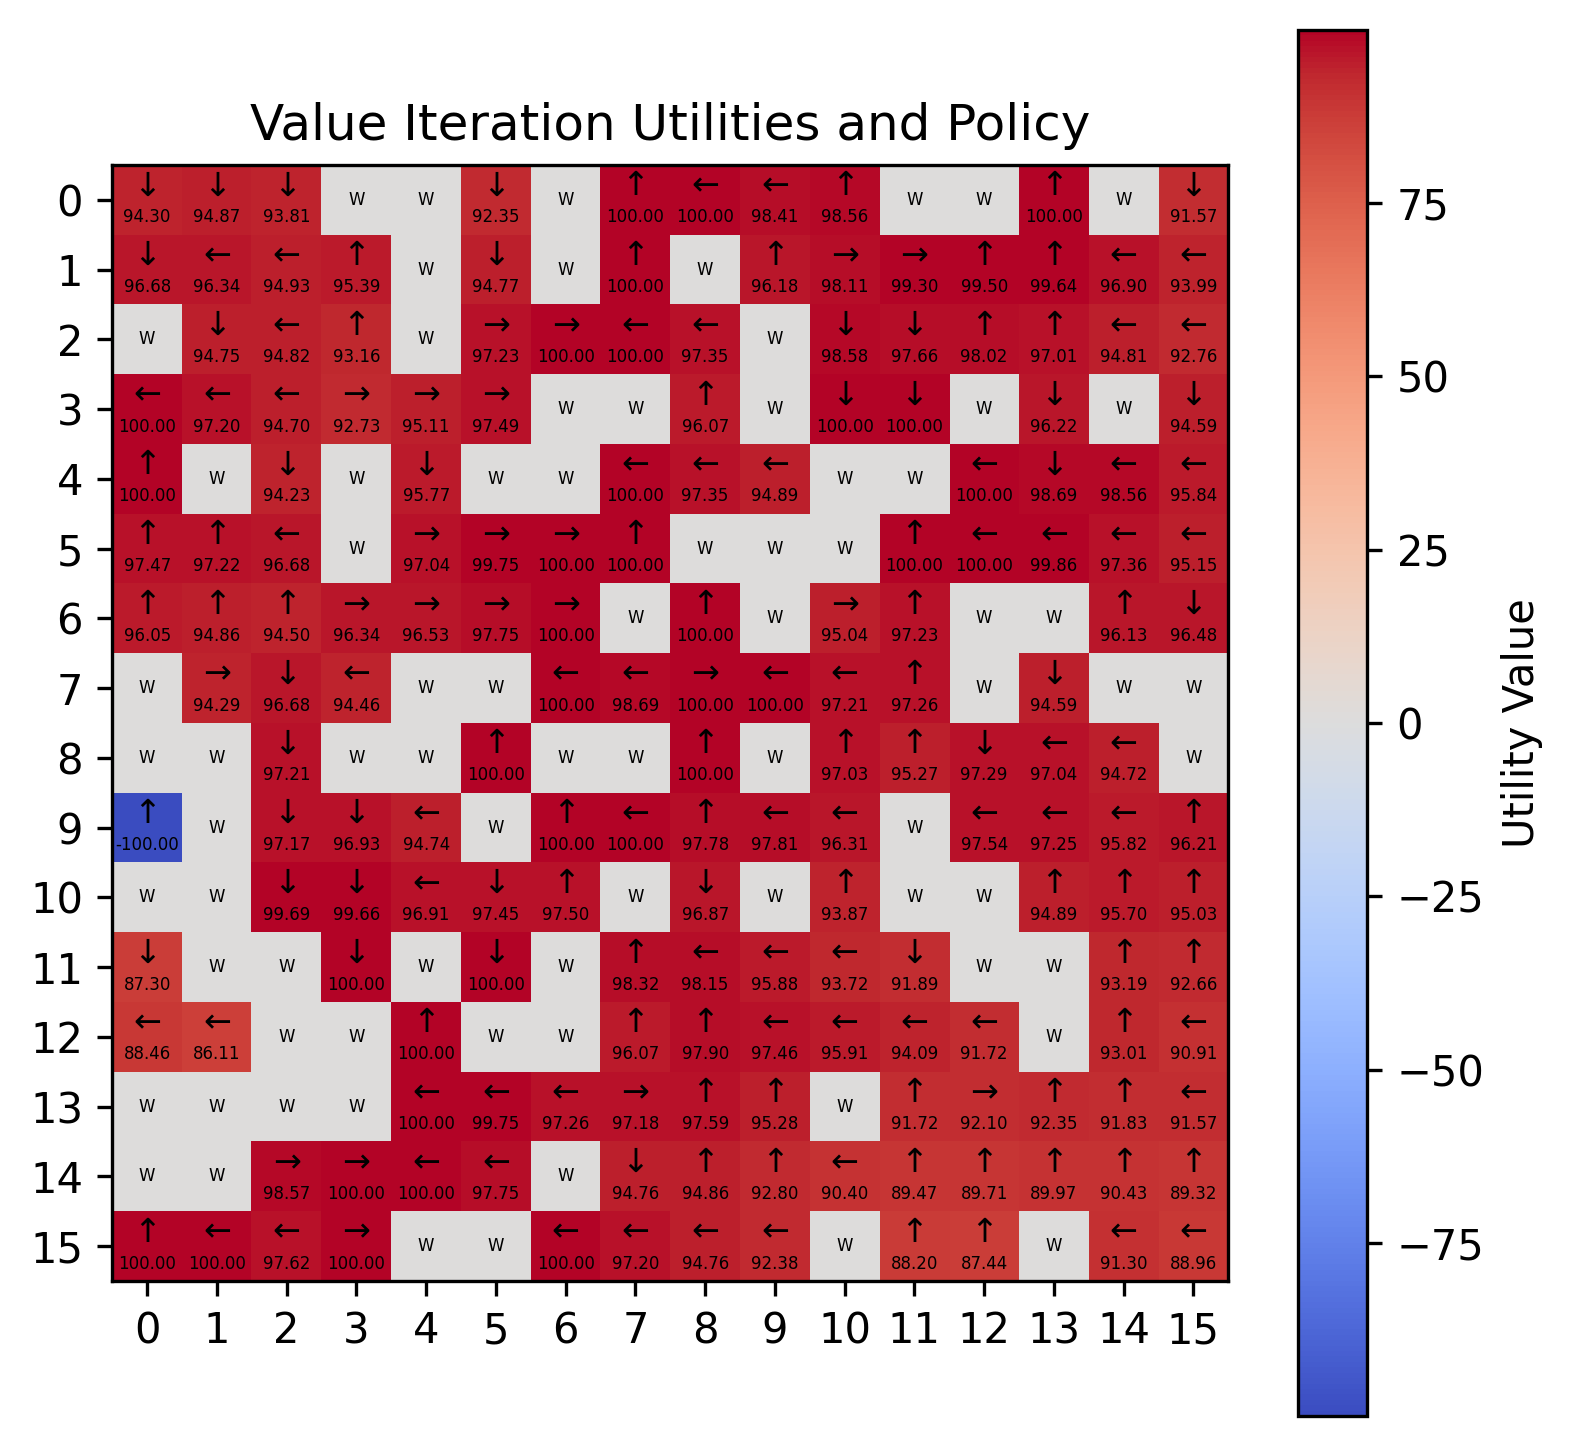 Value Iteration Utilities and Policy
0 ↓ ↓ ↓ W W ↓ W ↑ ← ← ↑ W W ↑ W ↓
94.30 94.87 93.81 92.35 100.00 100.00 98.41 98.56 100.00 91.57
1 ↓ ← ← ↑ W ↓ W ↑ W ↑ → → ↑ ↑ ← ←
96.68 96.34 94.93 95.39 94.77 100.00 96.18 98.11 99.30 99.50 99.64 96.90 93.99
2 W ↓ ← ↑ W → → ← ← W ↓ ↓ ↑ ↑ ← ←
94.75 94.82 93.16 97.23 100.00 100.00 97.35 98.58 97.66 98.02 97.01 94.81 92.76
3 ← ← ← → → → W W ↑ W ↓ ↓ W ↓ W ↓
100.00 97.20 94.70 92.73 95.11 97.49 96.07 100.00 100.00 96.22 94.59
4 ↑ W ↓ W ↓ W W ← ← ← W W ← ↓ ← ←
100.00 94.23 95.77 100.00 97.35 94.89 100.00 98.69 98.56 95.84
5 ↑ ↑ ← W → → → ↑ W W W ↑ ← ← ← ←
97.47 97.22 96.68 97.04 99.75 100.00 100.00 100.00 100.00 99.86 97.36 95.15
6 ↑ ↑ ↑ → → → → W ↑ W → ↑ W W ↑ ↓
96.05 94.86 94.50 96.34 96.53 97.75 100.00 100.00 95.04 97.23 96.13 96.48
7 W → ↓ ← W W ← ← → ← ← ↑ W ↓ W W
94.29 96.68 94.46 100.00 98.69 100.00 100.00 97.21 97.26 94.59
8 W W ↓ W W ↑ W W ↑ W ↑ ↑ ↓ ← ← W
97.21 100.00 100.00 97.03 95.27 97.29 97.04 94.72
9 ↑ W ↓ ↓ ← W ↑ ← ↑ ← ← W ← ← ← ↑
-100.00 97.17 96.93 94.74 100.00 100.00 97.78 97.81 96.31 97.54 97.25 95.82 96.21
10 W W ↓ ↓ ← ↓ ↑ W ↓ W ↑ W W ↑ ↑ ↑
99.69 99.66 96.91 97.45 97.50 96.87 93.87 94.89 95.70 95.03
11 ↓ W W ↓ W ↓ W ↑ ← ← ← ↓ W W ↑ ↑
87.30 100.00 100.00 98.32 98.15 95.88 93.72 91.89 93.19 92.66
12 ← ← W W ↑ W W ↑ ↑ ← ← ← ← W ↑ ←
88.46 86.11 100.00 96.07 97.90 97.46 95.91 94.09 91.72 93.01 90.91
13 W W W W ← ← ← → ↑ ↑ W ↑ → ↑ ↑ ←
100.00 99.75 97.26 97.18 97.59 95.28 91.72 92.10 92.35 91.83 91.57
14 W W → → ← ← W ↓ ↑ ↑ ← ↑ ↑ ↑ ↑ ↑
98.57 100.00 100.00 97.75 94.76 94.86 92.80 90.40 89.47 89.71 89.97 90.43 89.32
15 ↑ ← ← → W W ← ← ← ← W ↑ ↑ W ← ←
100.00 100.00 97.62 100.00 100.00 97.20 94.76 92.38 88.20 87.44 91.30 88.96
0 1 2 3 4 5 6 7 8 9 10 11 12 13 14 15
75
50
25
0
−25
−50
−75
Utility Value